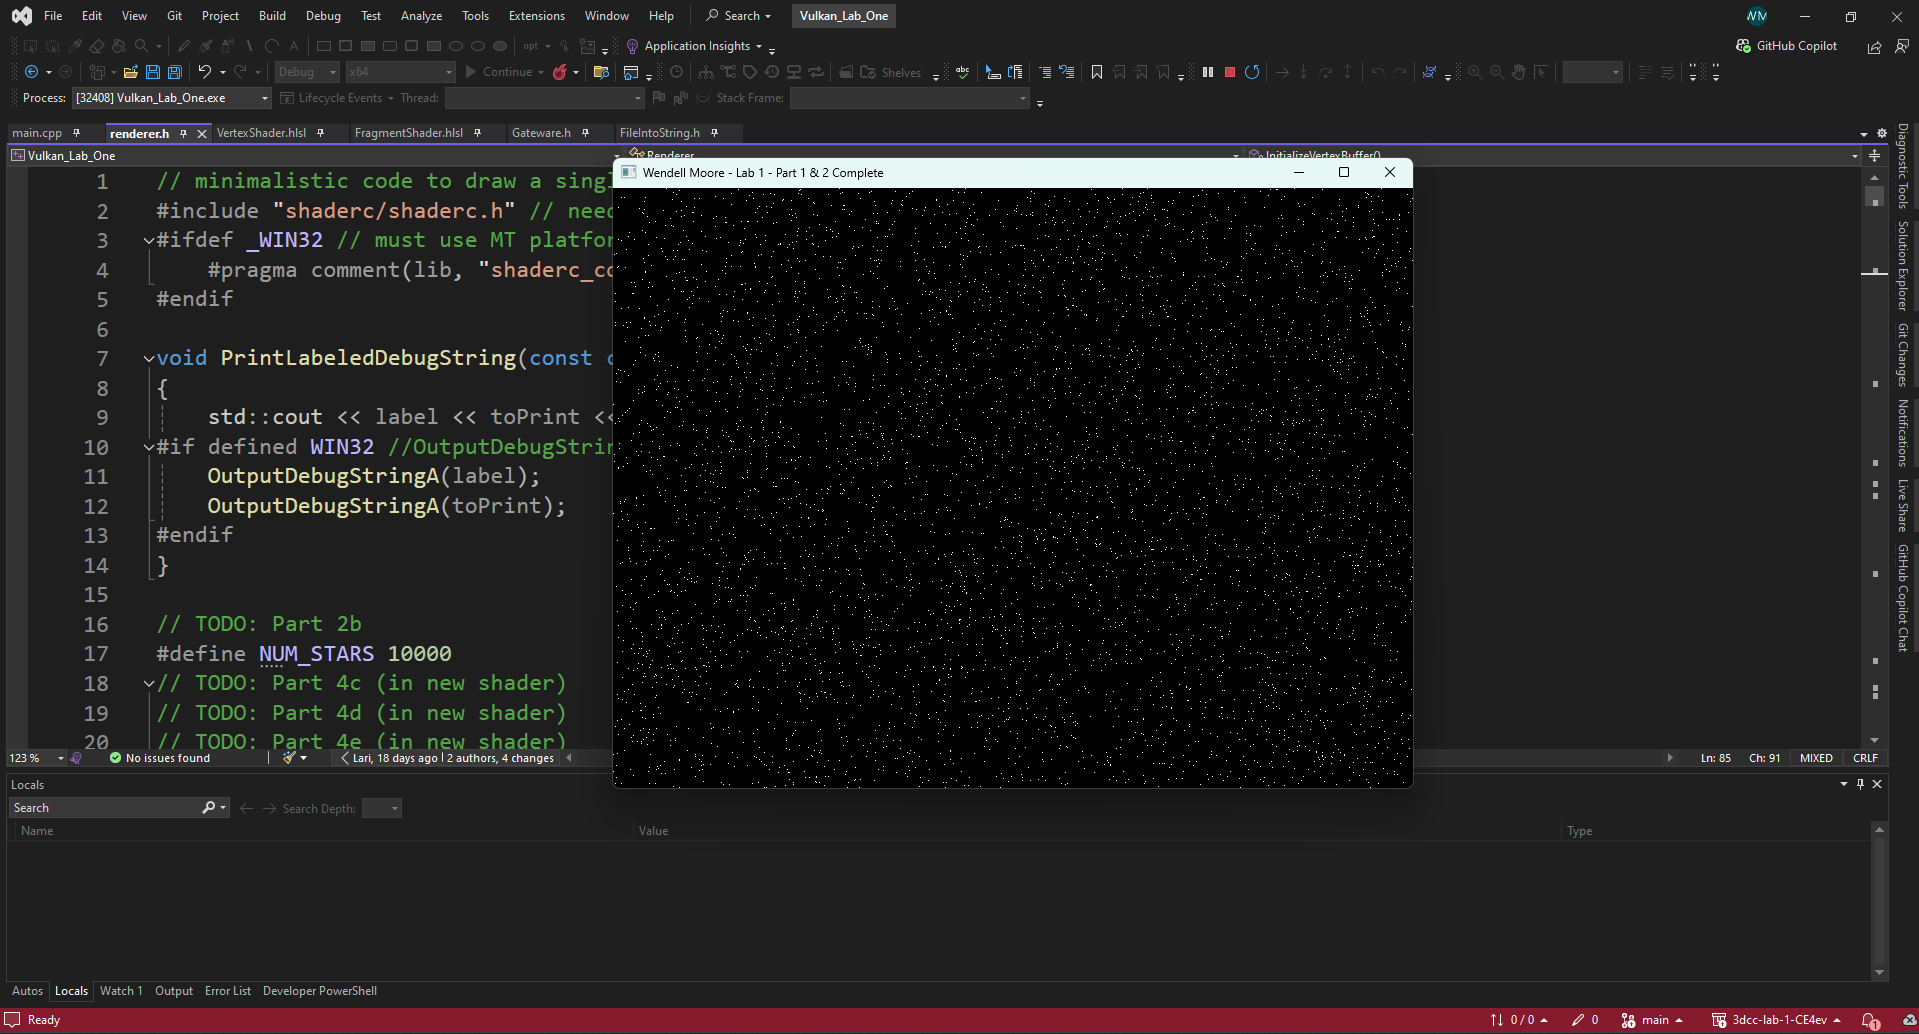 File Edit View Git Project Build Debug Test Analyze Tools Extensions Window Help Search Vulkan_Lab_One WM
opt Application Insights GitHub Copilot
Debug x64 Continue Shelves abc
Process: [32408] Vulkan_Lab_One.exe Lifecycle Events Thread: Stack Frame:
main.cpp renderer.h VertexShader.hlsl FragmentShader.hlsl Gateware.h FileIntoString.h
Vulkan_Lab_One Renderer InitializeVertexBuffer()
Wendell Moore - Lab 1 - Part 1 & 2 Complete
1 // minimalistic code to draw a singl
2 #include "shaderc/shaderc.h" // need
3 #ifdef _WIN32 // must use MT platfor
4 #pragma comment(lib, "shaderc_co
5 #endif
6
7 void PrintLabeledDebugString(const c
8 {
9 std::cout << label << toPrint <<
10 #if defined WIN32 //OutputDebugStrin
11 OutputDebugStringA(label);
12 OutputDebugStringA(toPrint);
13 #endif
14 }
15
16 // TODO: Part 2b
17 #define NUM_STARS 10000
18 // TODO: Part 4c (in new shader)
19 // TODO: Part 4d (in new shader)
20 // TODO: Part 4e (in new shader)
123 % No issues found Lari, 18 days ago | 2 authors, 4 changes Ln: 85 Ch: 91 MIXED CRLF
Diagnostic Tools
Solution Explorer
Git Changes
Notifications
Live Share
GitHub Copilot Chat
Locals
Search Search Depth:
Name Value Type
Autos Locals Watch 1 Output Error List Developer PowerShell
Ready 0 / 0 0 main 3dcc-lab-1-CE4ev 1